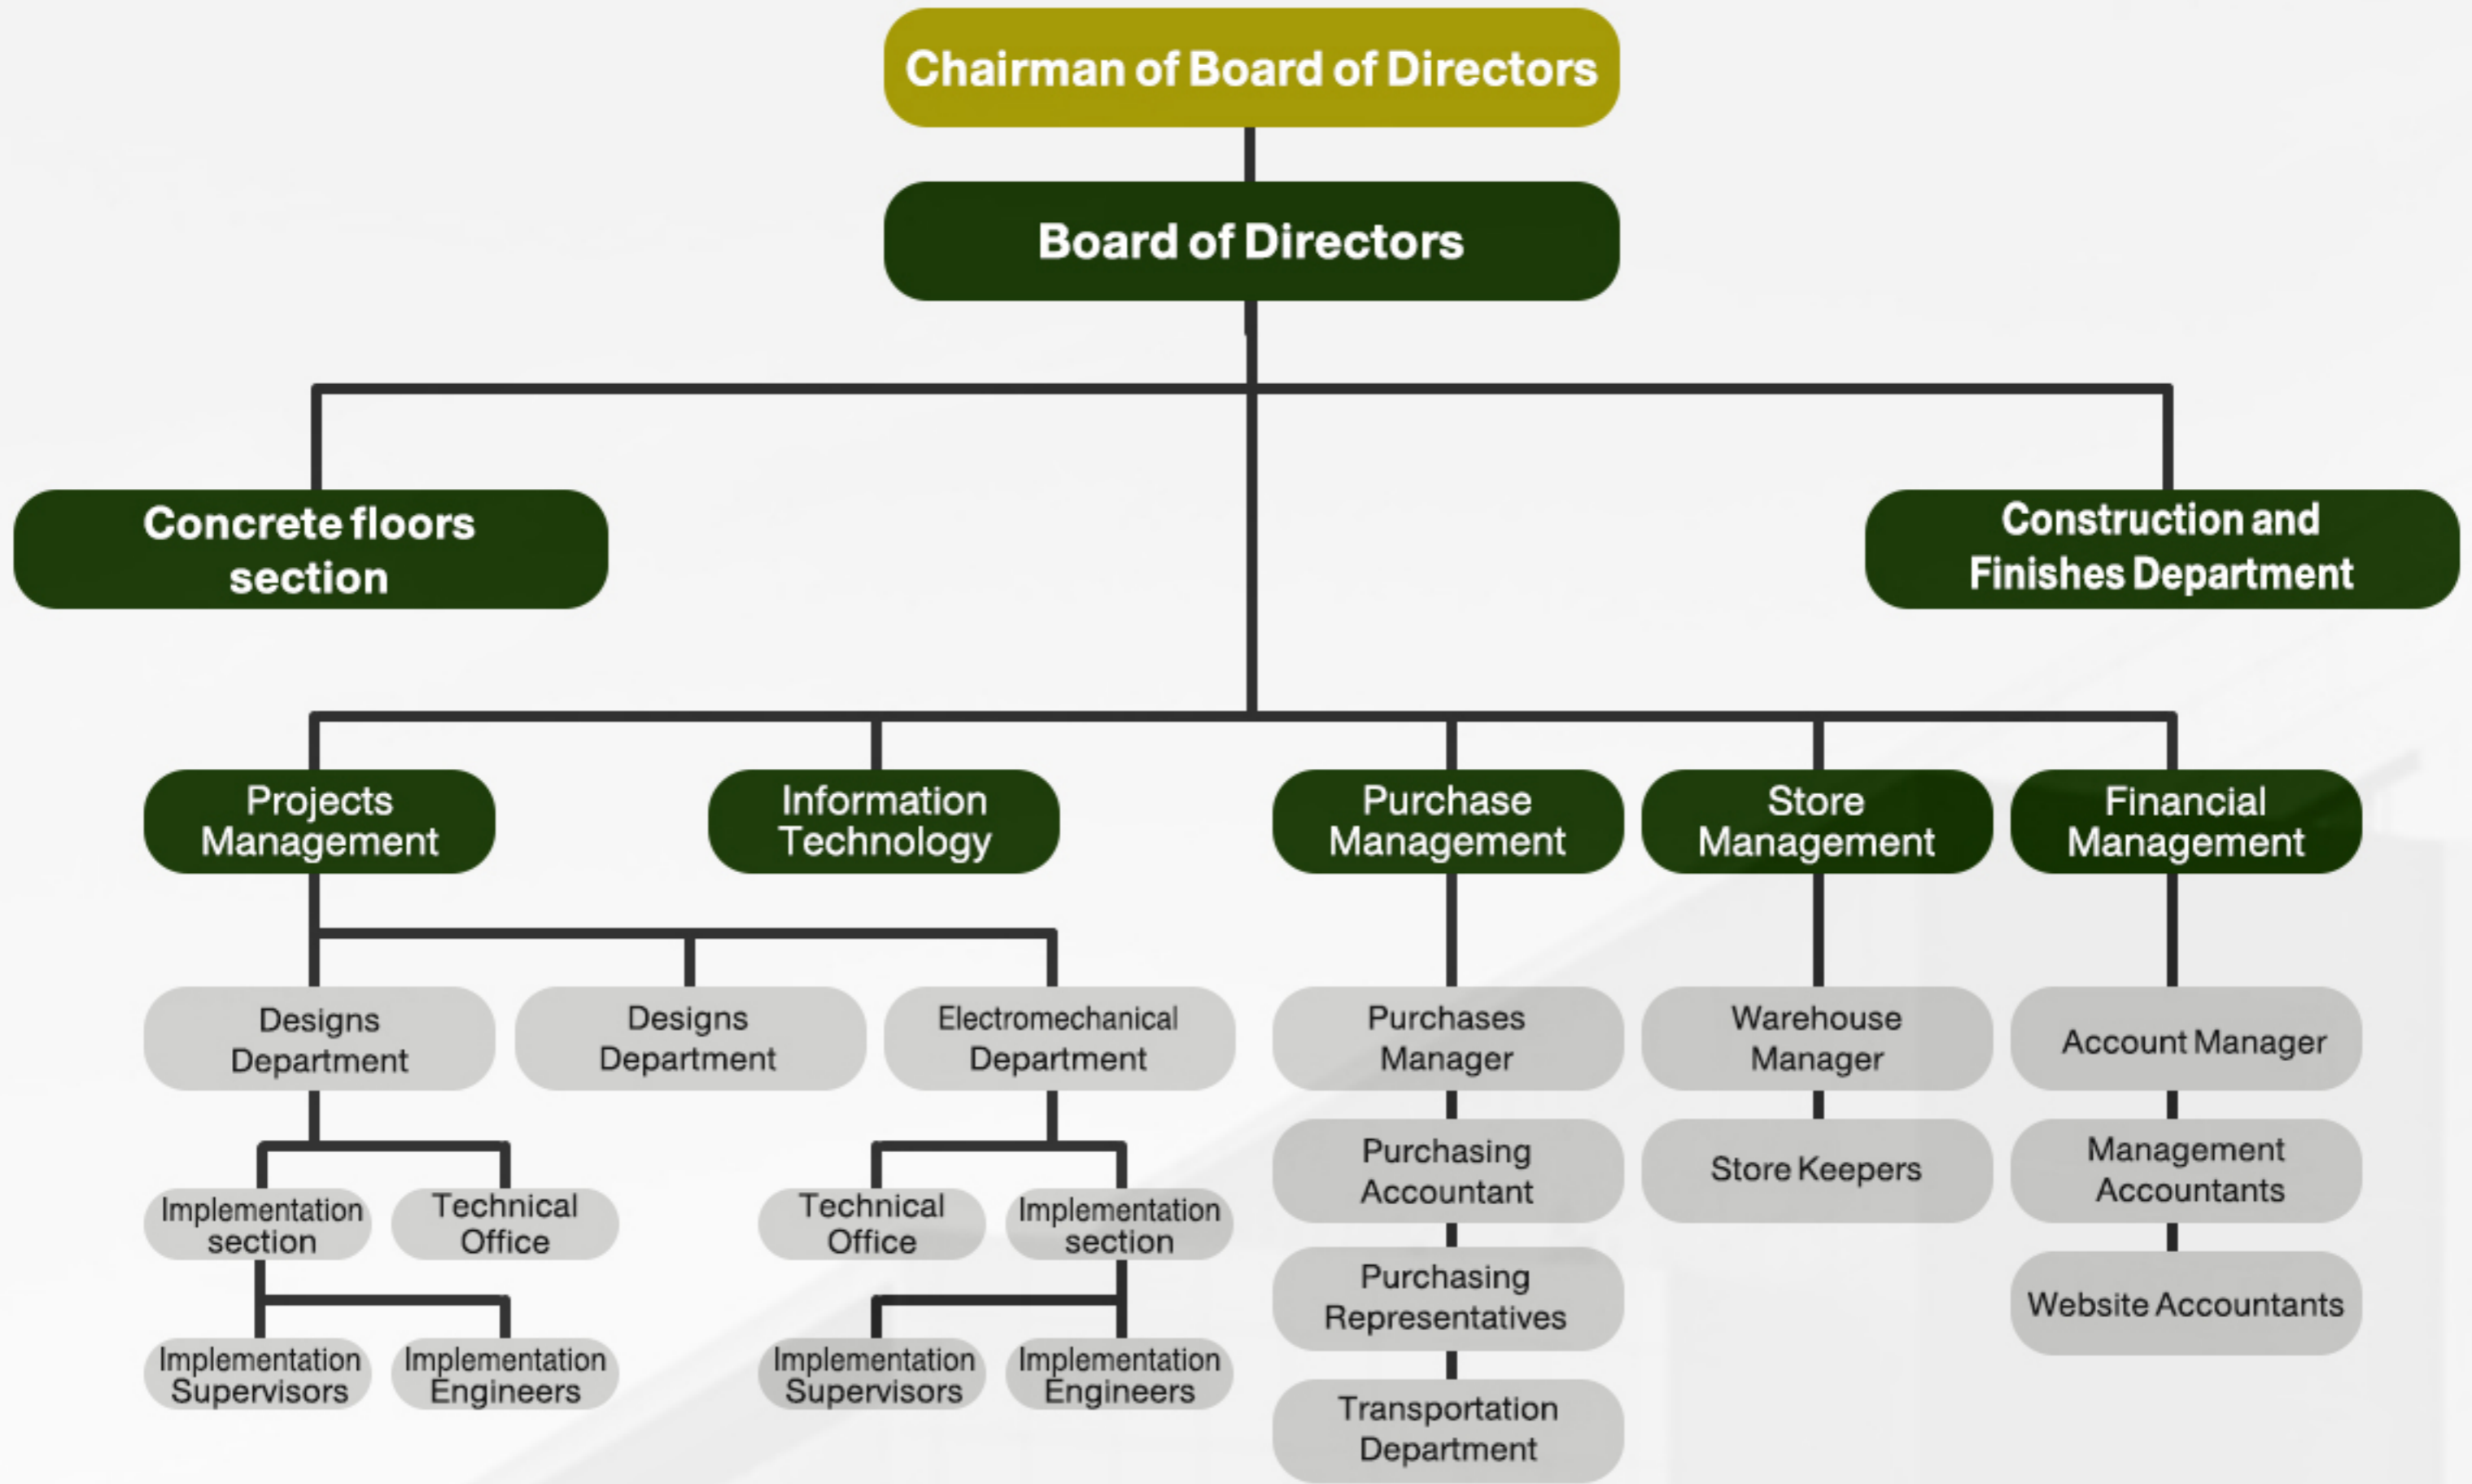 Chairman of Board of Directors
Board of Directors
Concrete floors
section
Construction and
Finishes Department
Projects
Management
Information
Technology
Purchase
Management
Store
Management
Financial
Management
Designs
Department
Designs
Department
Electromechanical
Department
Purchases
Manager
Warehouse
Manager
Account Manager
Purchasing
Accountant
Store Keepers
Management
Accountants
Implementation
section
Technical
Office
Technical
Office
Implementation
section
Purchasing
Representatives
Website Accountants
Implementation
Supervisors
Implementation
Engineers
Implementation
Supervisors
Implementation
Engineers
Transportation
Department